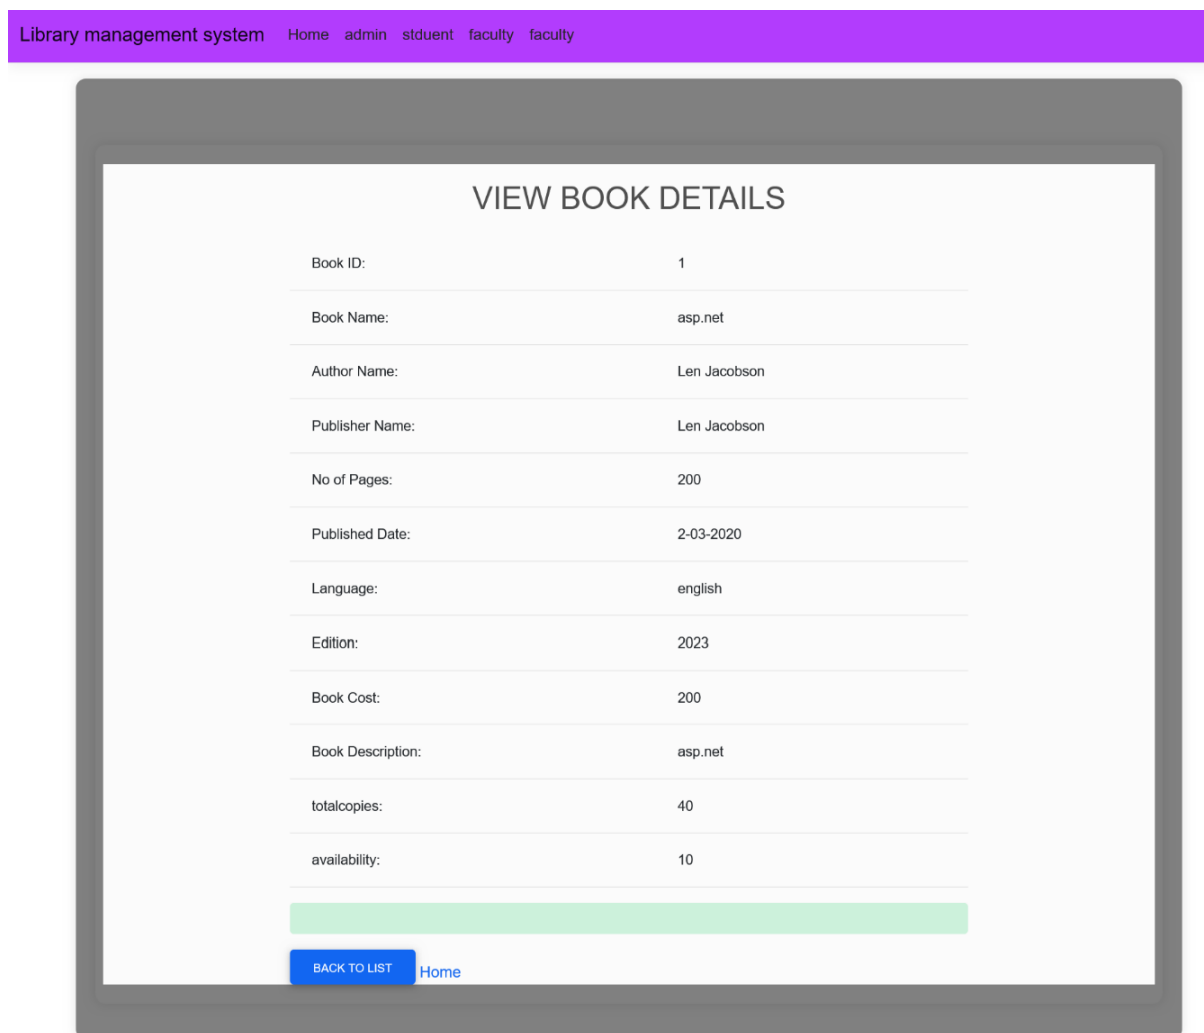 Library management system Home admin stduent faculty faculty
VIEW BOOK DETAILS
Book ID: 1
Book Name: asp.net
Author Name: Len Jacobson
Publisher Name: Len Jacobson
No of Pages: 200
Published Date: 2-03-2020
Language: english
Edition: 2023
Book Cost: 200
Book Description: asp.net
totalcopies: 40
availability: 10
BACK TO LIST Home